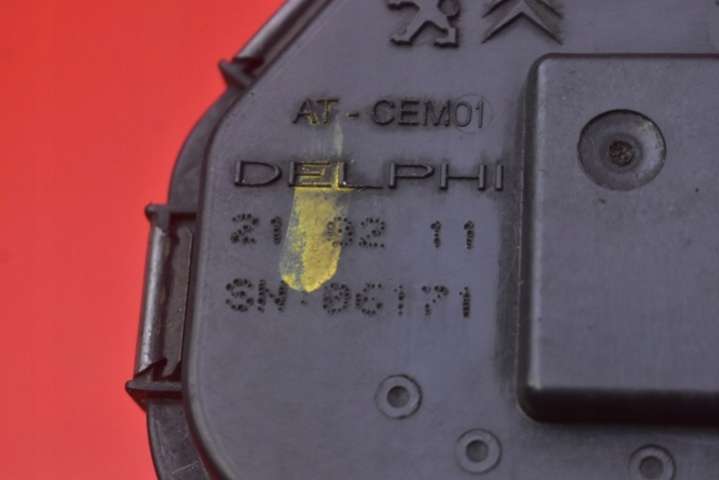 AT - CEM01
DELPHI
21 92 11
SN-06171